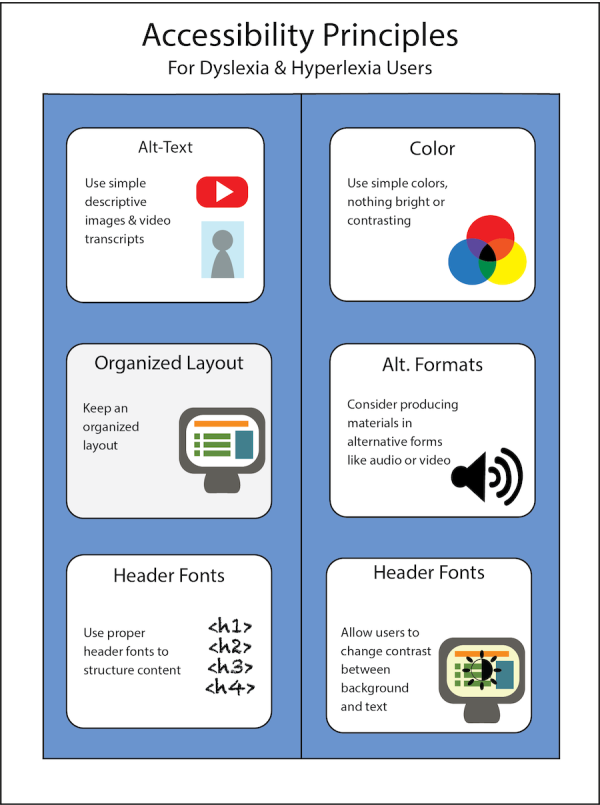 Accessibility Principles
For Dyslexia & Hyperlexia Users
Alt-Text
Use simple
descriptive
images & video
transcripts
Color
Use simple colors,
nothing bright or
contrasting
Organized Layout
Keep an
organized
layout
Alt. Formats
Consider producing
materials in
alternative forms
like audio or video
Header Fonts
Use proper
header fonts to
structure content
<h1>
<h2>
<h3>
<h4>
Header Fonts
Allow users to
change contrast
between
background
and text